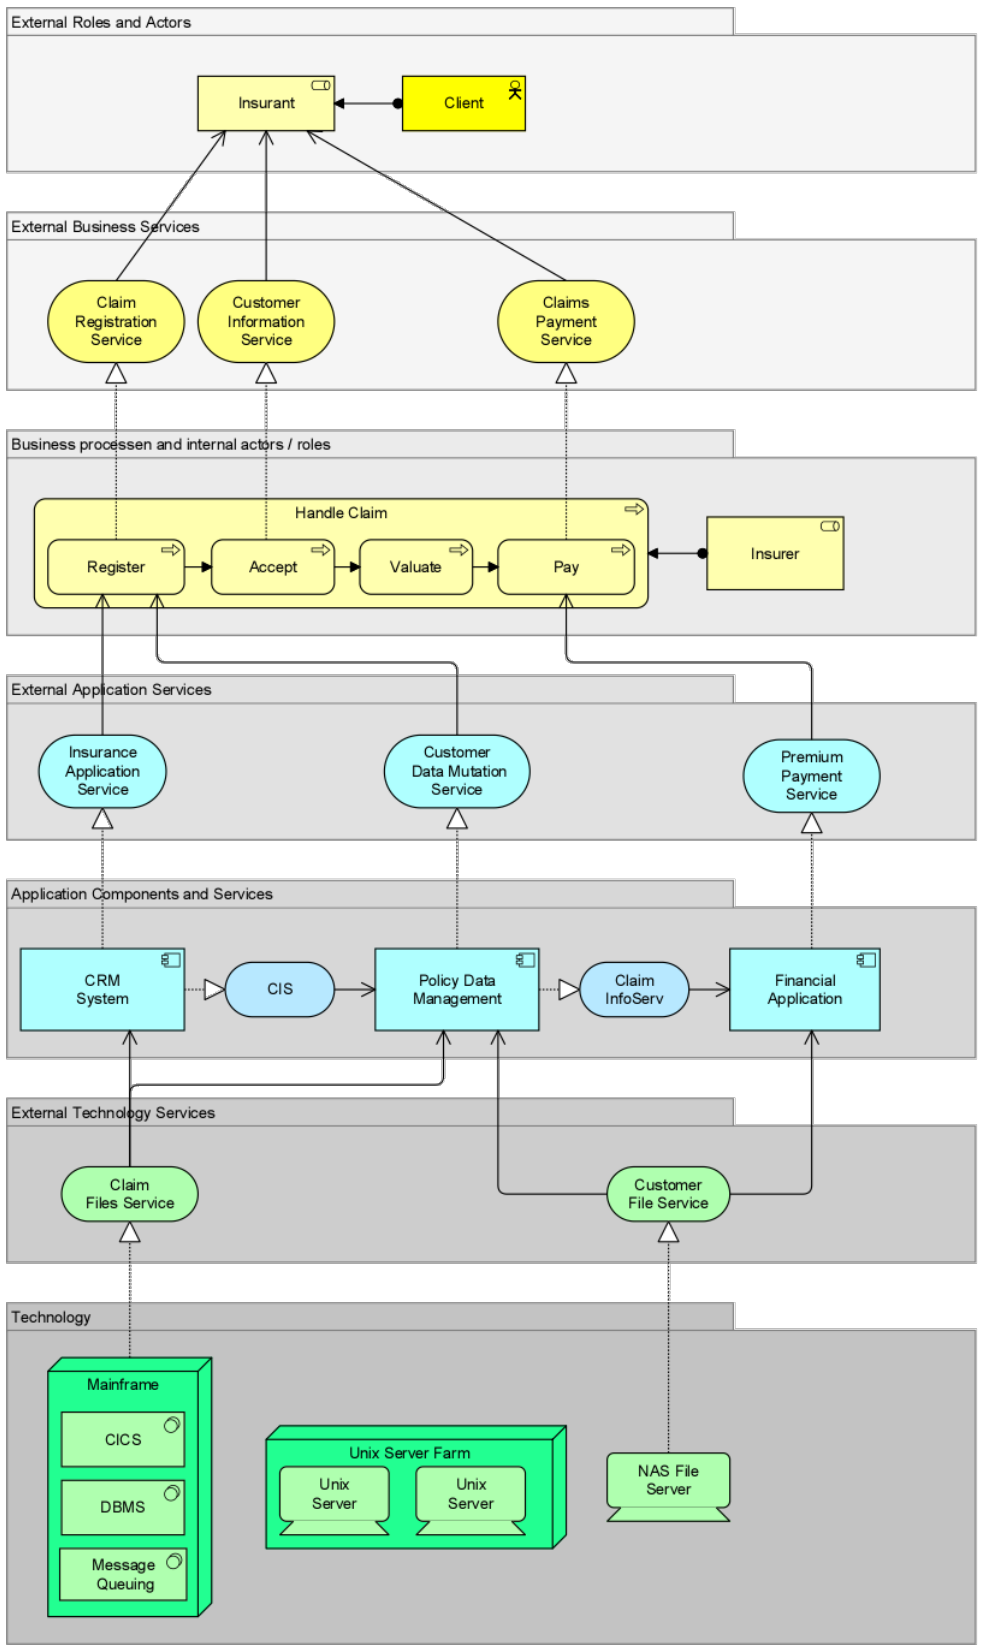 External Roles and Actors
Insurant
Client
External Business Services
Claim
Registration
Service
Customer
Information
Service
Claims
Payment
Service
Business processen and internal actors / roles
Handle Claim
Register
Accept
Valuate
Pay
Insurer
External Application Services
Insurance
Application
Service
Customer
Data Mutation
Service
Premium
Payment
Service
Application Components and Services
CRM
System
CIS
Policy Data
Management
Claim
InfoServ
Financial
Application
External Technology Services
Claim
Files Service
Customer
File Service
Technology
Mainframe
CICS
DBMS
Message
Queuing
Unix Server Farm
Unix
Server
Unix
Server
NAS File
Server